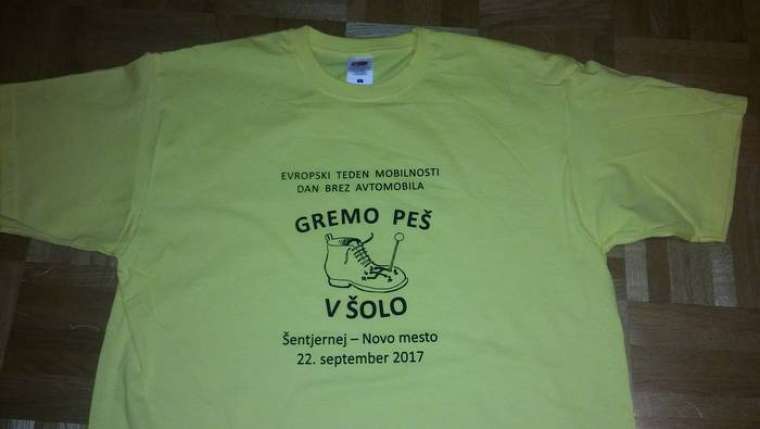 EVROPSKI TEDEN MOBILNOSTI
DAN BREZ AVTOMOBILA
GREMO PEŠ
V ŠOLO
Šentjernej – Novo mesto
22. september 2017